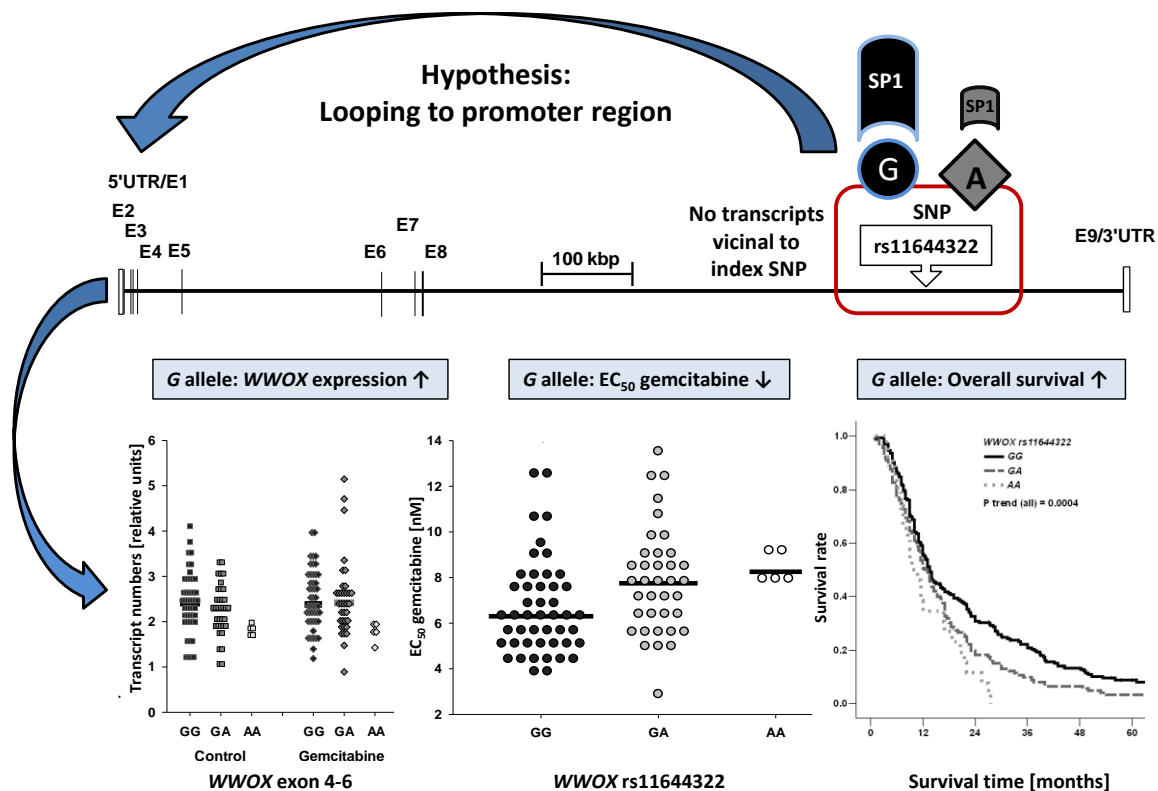 Hypothesis:
Looping to promoter region
SP1
SP1
G
A
5'UTR/E1
E2
E3
E4
E5
E6
E7
E8
100 kbp
No transcripts
vicinal to
index SNP
SNP
rs11644322
E9/3'UTR
G allele: WWOX expression ↑
G allele: EC50 gemcitabine ↓
G allele: Overall survival ↑
Transcript numbers [relative units]
6
5
4
3
2
1
0
GG GA AA GG GA AA
Control Gemcitabine
WWOX exon 4-6
EC50 gemcitabine [nM]
14
12
10
8
6
4
2
GG GA AA
WWOX rs11644322
Survival rate
1.0
0.8
0.6
0.4
0.2
0.0
WWOX rs11644322
GG
GA
AA
P trend (all) = 0.0004
0 12 24 36 48 60
Survival time [months]